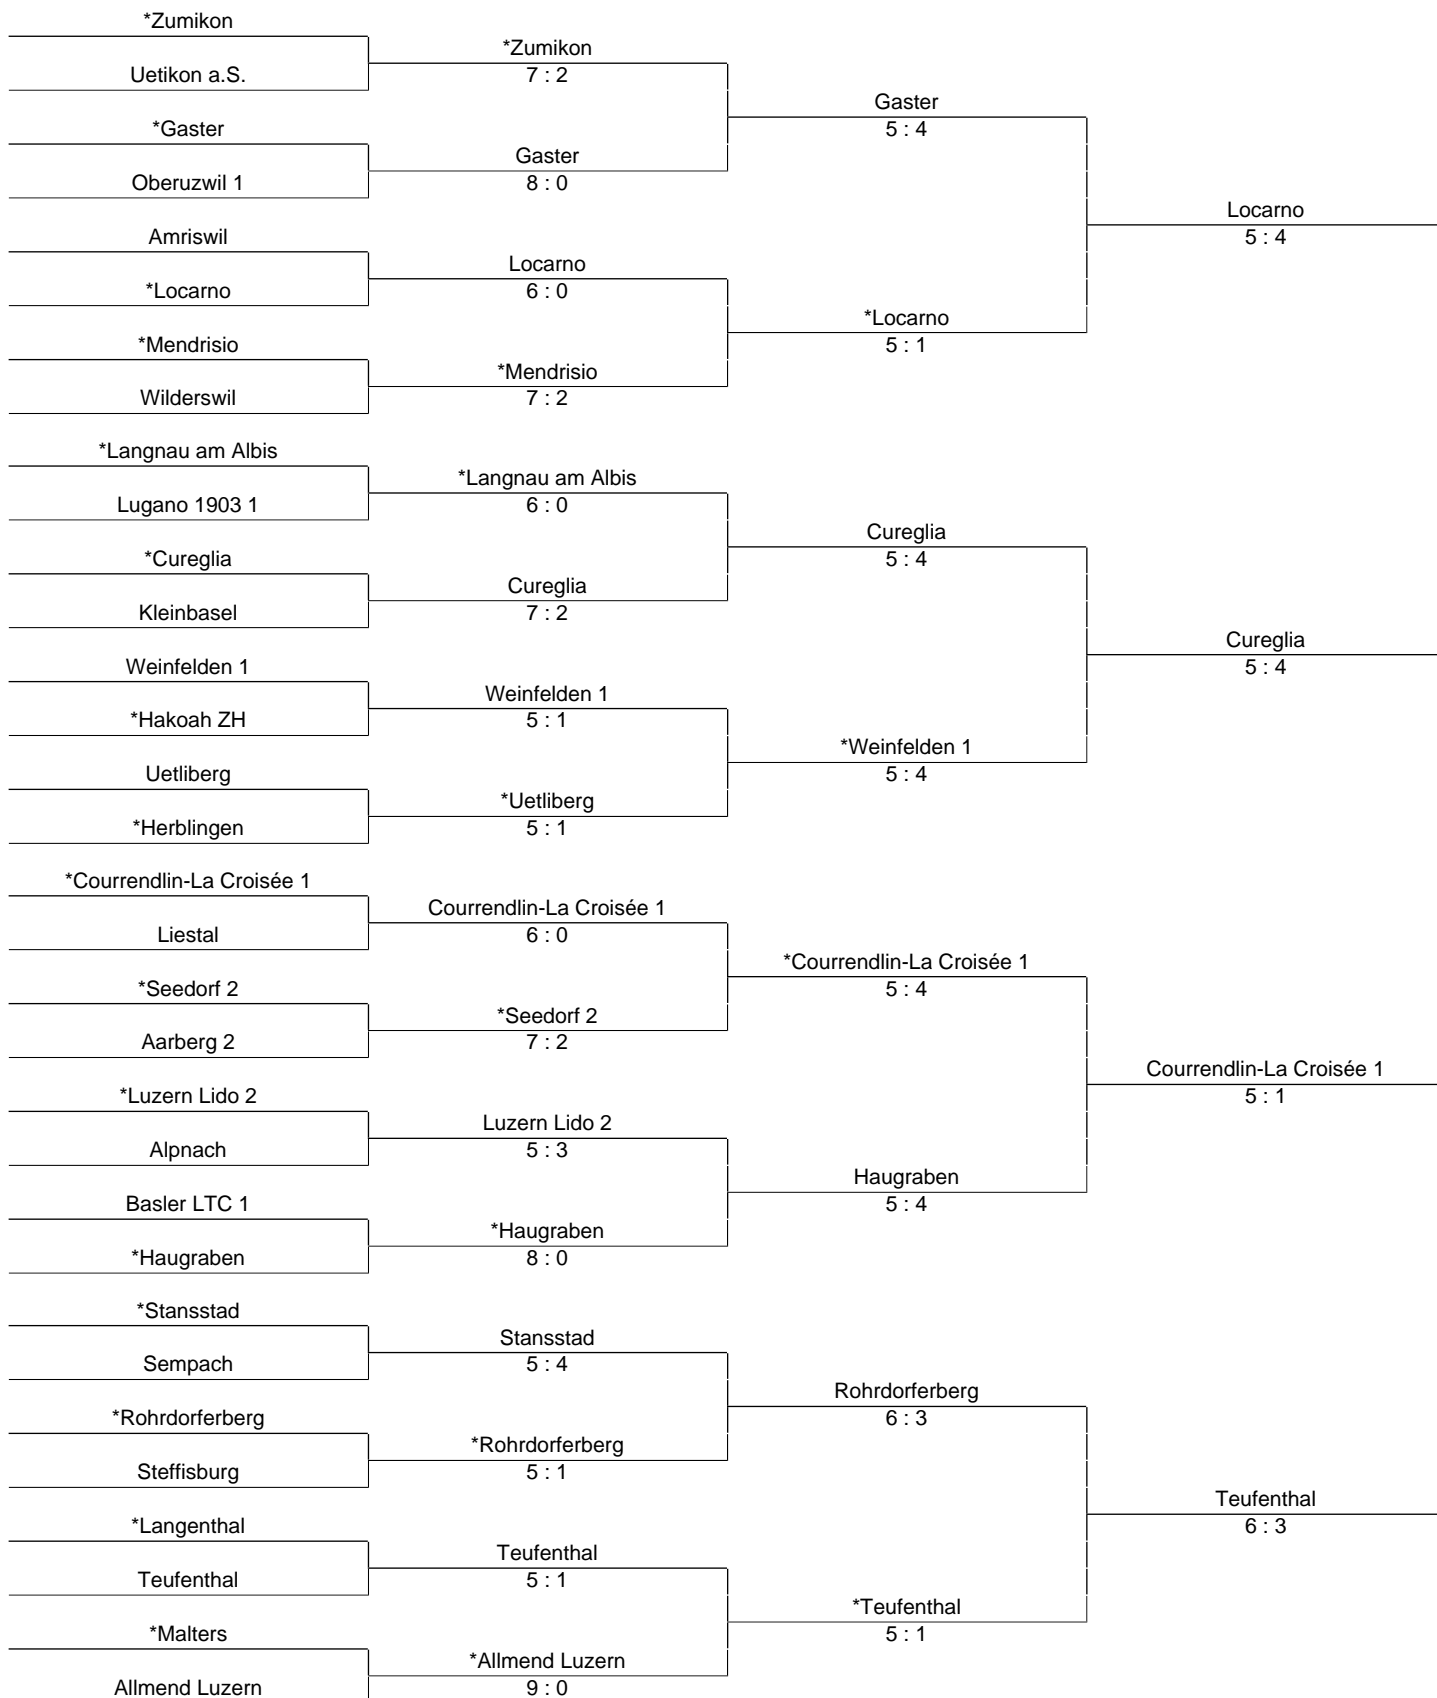 *Zumikon
Uetikon a.S.
*Gaster
Oberuzwil 1
Amriswil
*Locarno
*Mendrisio
Wilderswil
*Langnau am Albis
Lugano 1903 1
*Cureglia
Kleinbasel
Weinfelden 1
*Hakoah ZH
Uetliberg
*Herblingen
*Courrendlin-La Croisée 1
Liestal
*Seedorf 2
Aarberg 2
*Luzern Lido 2
Alpnach
Basler LTC 1
*Haugraben
*Stansstad
Sempach
*Rohrdorferberg
Steffisburg
*Langenthal
Teufenthal
*Malters
Allmend Luzern
*Zumikon
7 : 2
Gaster
8 : 0
Locarno
6 : 0
*Mendrisio
7 : 2
*Langnau am Albis
6 : 0
Cureglia
7 : 2
Weinfelden 1
5 : 1
*Uetliberg
5 : 1
Courrendlin-La Croisée 1
6 : 0
*Seedorf 2
7 : 2
Luzern Lido 2
5 : 3
*Haugraben
8 : 0
Stansstad
5 : 4
*Rohrdorferberg
5 : 1
Teufenthal
5 : 1
*Allmend Luzern
9 : 0
Gaster
5 : 4
*Locarno
5 : 1
Cureglia
5 : 4
*Weinfelden 1
5 : 4
*Courrendlin-La Croisée 1
5 : 4
Haugraben
5 : 4
Rohrdorferberg
6 : 3
*Teufenthal
5 : 1
Locarno
5 : 4
Cureglia
5 : 4
Courrendlin-La Croisée 1
5 : 1
Teufenthal
6 : 3